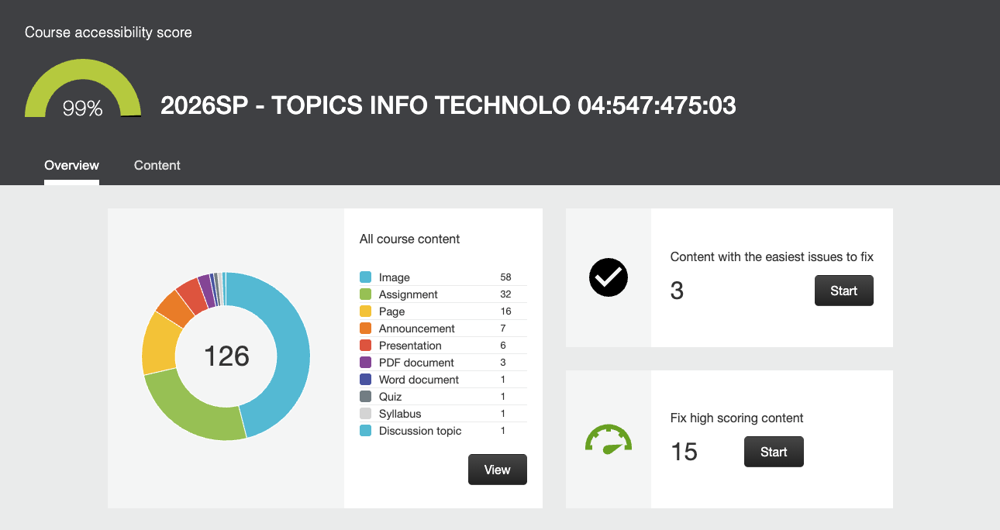 Course accessibility score
99%
2026SP - TOPICS INFO TECHNOLO 04:547:475:03
Overview
Content
126
All course content
Image 58
Assignment 32
Page 16
Announcement 7
Presentation 6
PDF document 3
Word document 1
Quiz 1
Syllabus 1
Discussion topic 1
View
Content with the easiest issues to fix
3
Start
Fix high scoring content
15
Start